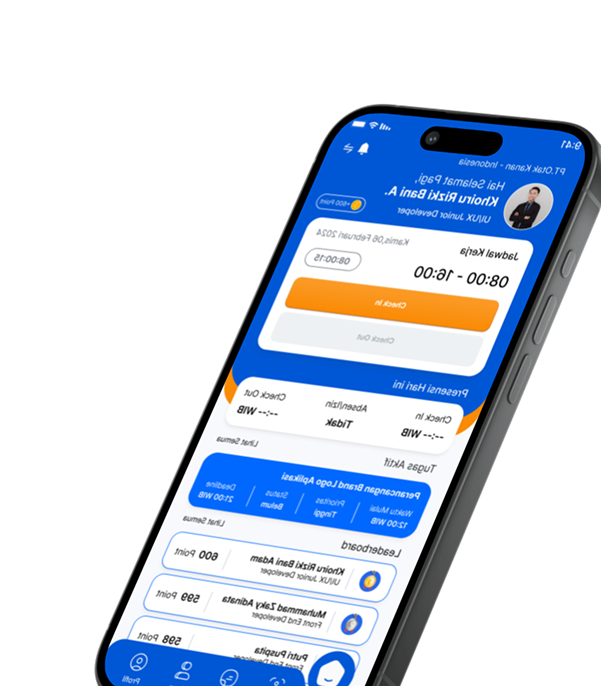 9:41
PT.Otak Kanan - Indonesia
Hai Selamat Pagi,
Khoiru Rizki Bani A.
UI/UX Junior Developer
+600 Point
Jadwal Kerja
Kamis,06 Februari 2024
08:00 - 16:00
08:00:15
Check In
Check Out
Presensi Hari ini
Check In
Absen/Izin
Check Out
--:-- WIB
Tidak
--:-- WIB
Tugas Aktif
Lihat Semua
Perancangan Brand Logo Aplikasi
Waktu Mulai
Prioritas
Status
Deadline
12:00 WIB
Tinggi
Belum
21:00 WIB
Leaderboard
Lihat Semua
Khoiru Rizki Bani Adam
UI/UX Junior Developer
600 Point
Muhammad Zaky Adinata
Front End Developer
599 Point
Putri Puspita
Front End Developer
598 Point
Profil